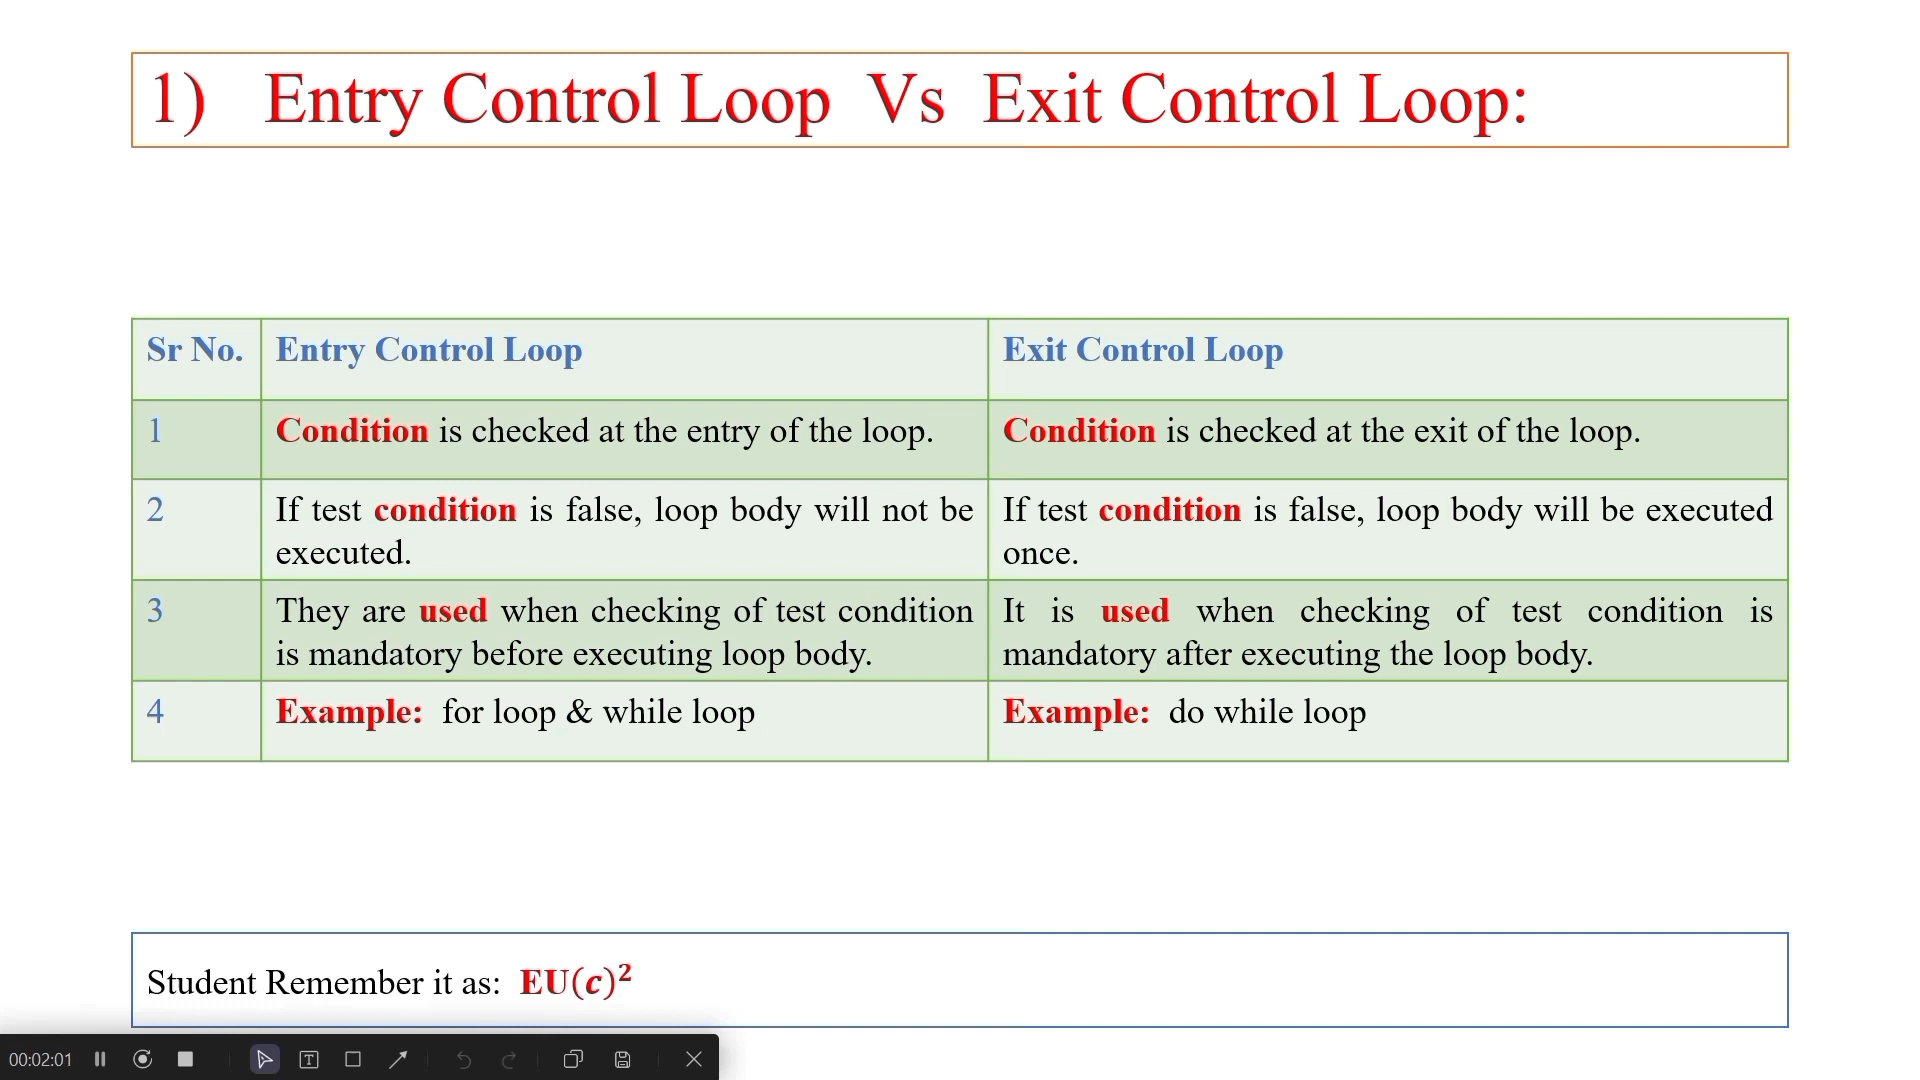 1) Entry Control Loop Vs Exit Control Loop:
Sr No. Entry Control Loop Exit Control Loop
1 Condition is checked at the entry of the loop. Condition is checked at the exit of the loop.
2 If test condition is false, loop body will not be
executed.
If test condition is false, loop body will be executed
once.
3 They are used when checking of test condition
is mandatory before executing loop body.
It is used when checking of test condition is
mandatory after executing the loop body.
4 Example: for loop & while loop Example: do while loop
Student Remember it as: EU(c)²
00:02:01